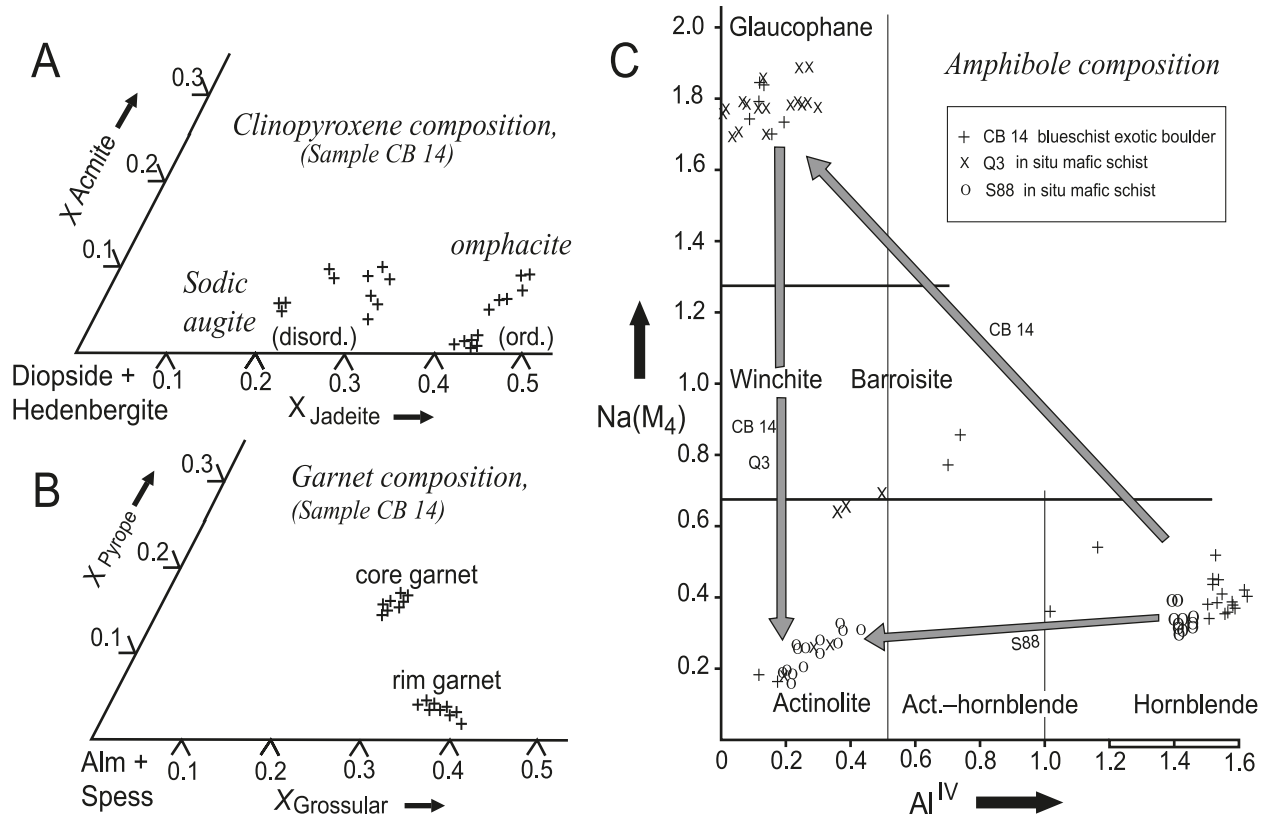 A
0.3
0.2
0.1
X Acmite
Clinopyroxene composition,
(Sample CB 14)
omphacite
Sodic
augite
(disord.)
(ord.)
Diopside +
Hedenbergite
0.1
0.2
0.3
0.4
0.5
X Jadeite
B
0.3
0.2
0.1
X Pyrope
Garnet composition,
(Sample CB 14)
core garnet
rim garnet
Alm +
Spess
0.1
0.2
0.3
0.4
0.5
X Grossular
C
Glaucophane
Amphibole composition
+ CB 14 blueschist exotic boulder
X Q3 in situ mafic schist
O S88 in situ mafic schist
2.0
1.8
1.6
1.4
1.2
1.0
0.8
0.6
0.4
0.2
Na(M4)
CB 14
Winchite
Barroisite
CB 14
Q3
S88
Actinolite
Act.–hornblende
Hornblende
0
0.2
0.4
0.6
0.8
1.0
1.2
1.4
1.6
Al IV